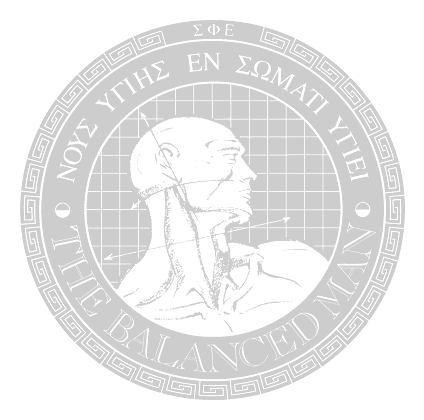 ΣΦΕ
ΝΟΥΣ ΥΓΙΗΣ ΕΝ ΣΩΜΑΤΙ ΥΓΙΕΙ
THE BALANCED MAN